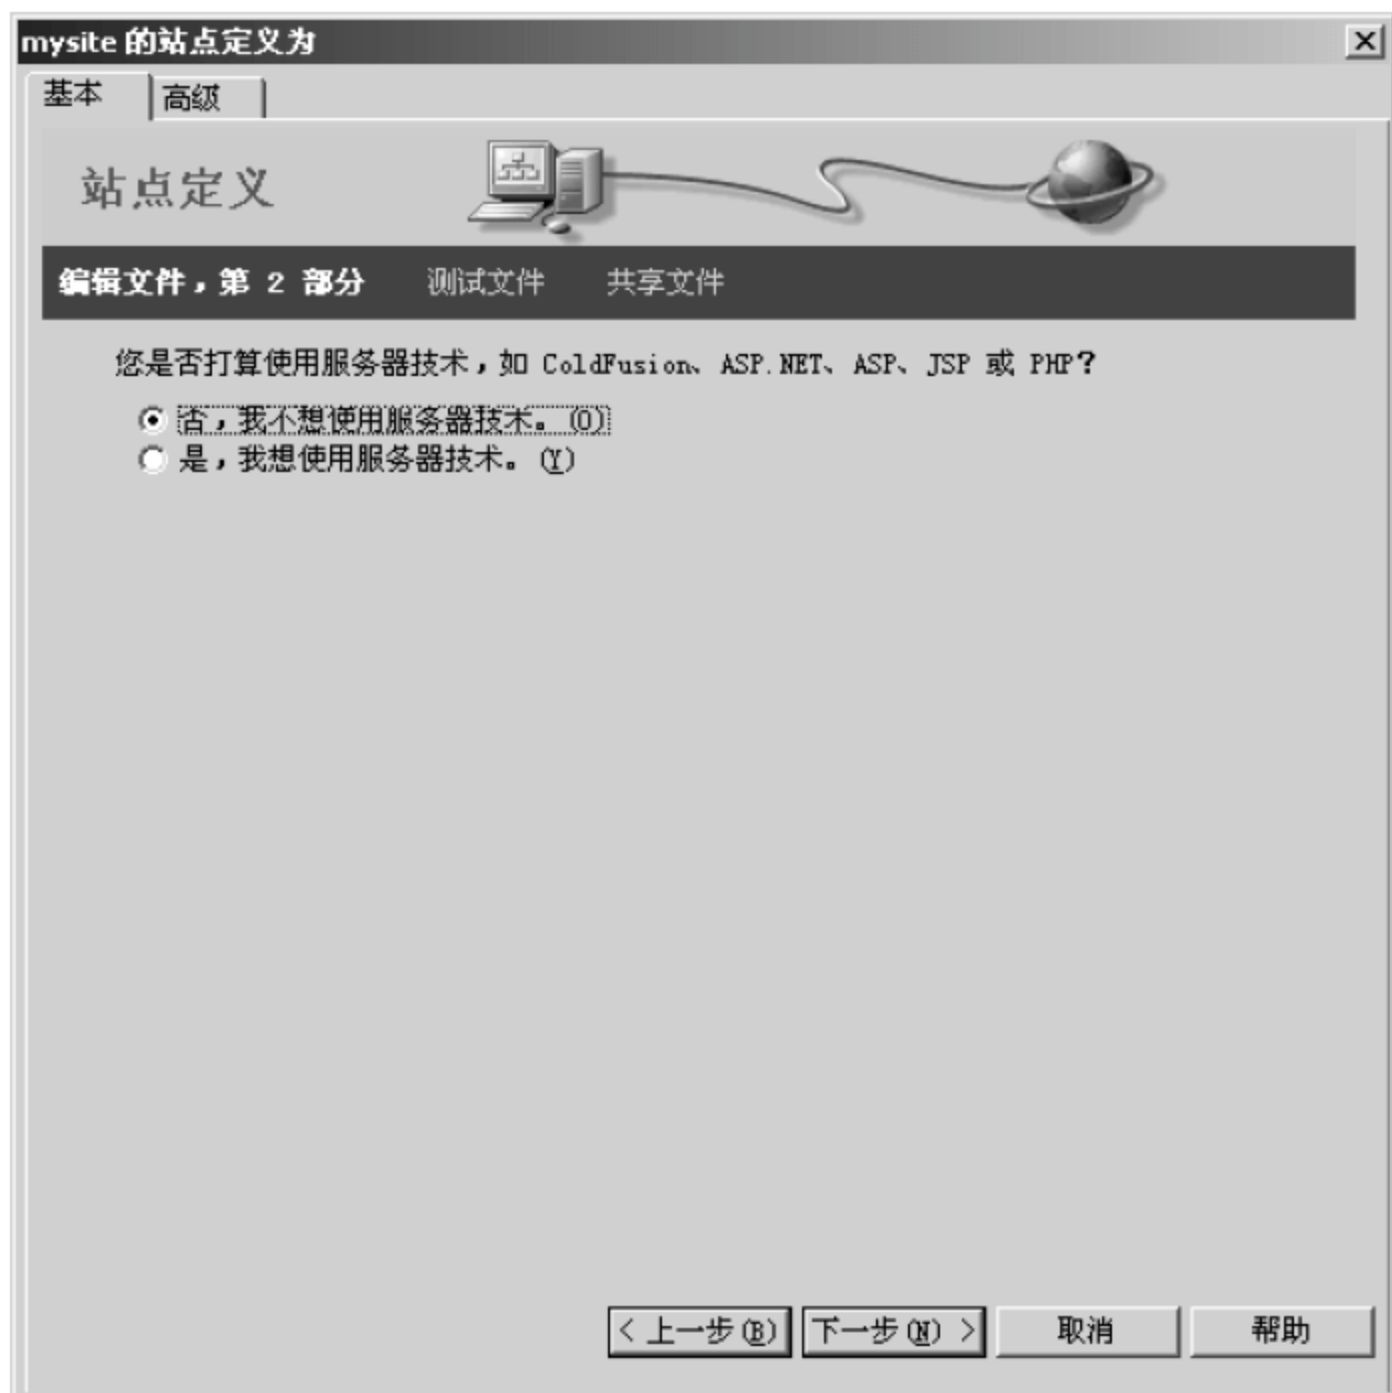 mysite 的站点定义为
基本 高级
站点定义
编辑文件，第 2 部分 测试文件 共享文件
您是否打算使用服务器技术，如 ColdFusion、ASP.NET、ASP、JSP 或 PHP？
否，我不想使用服务器技术。(O)
是，我想使用服务器技术。(Y)
< 上一步(B) 下一步(N) > 取消 帮助